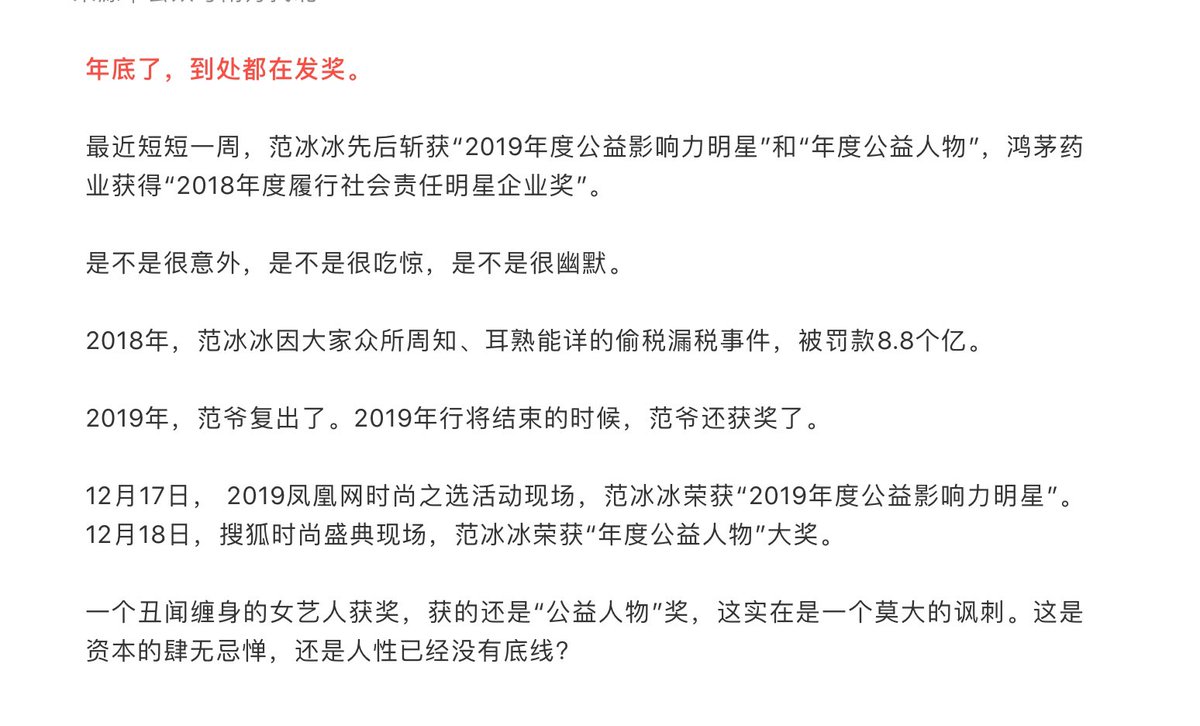 年底了，到处都在发奖。
最近短短一周，范冰冰先后斩获“2019年度公益影响力明星”和“年度公益人物”，鸿茅药
业获得“2018年度履行社会责任明星企业奖”。
是不是很意外，是不是很吃惊，是不是很幽默。
2018年，范冰冰因大家众所周知、耳熟能详的偷税漏税事件，被罚款8.8个亿。
2019年，范爷复出了。2019年行将结束的时候，范爷还获奖了。
12月17日， 2019凤凰网时尚之选活动现场，范冰冰荣获“2019年度公益影响力明星”。
12月18日，搜狐时尚盛典现场，范冰冰荣获“年度公益人物”大奖。
一个丑闻缠身的女艺人获奖，获的还是“公益人物”奖，这实在是一个莫大的讽刺。这是
资本的肆无忌惮，还是人性已经没有底线？